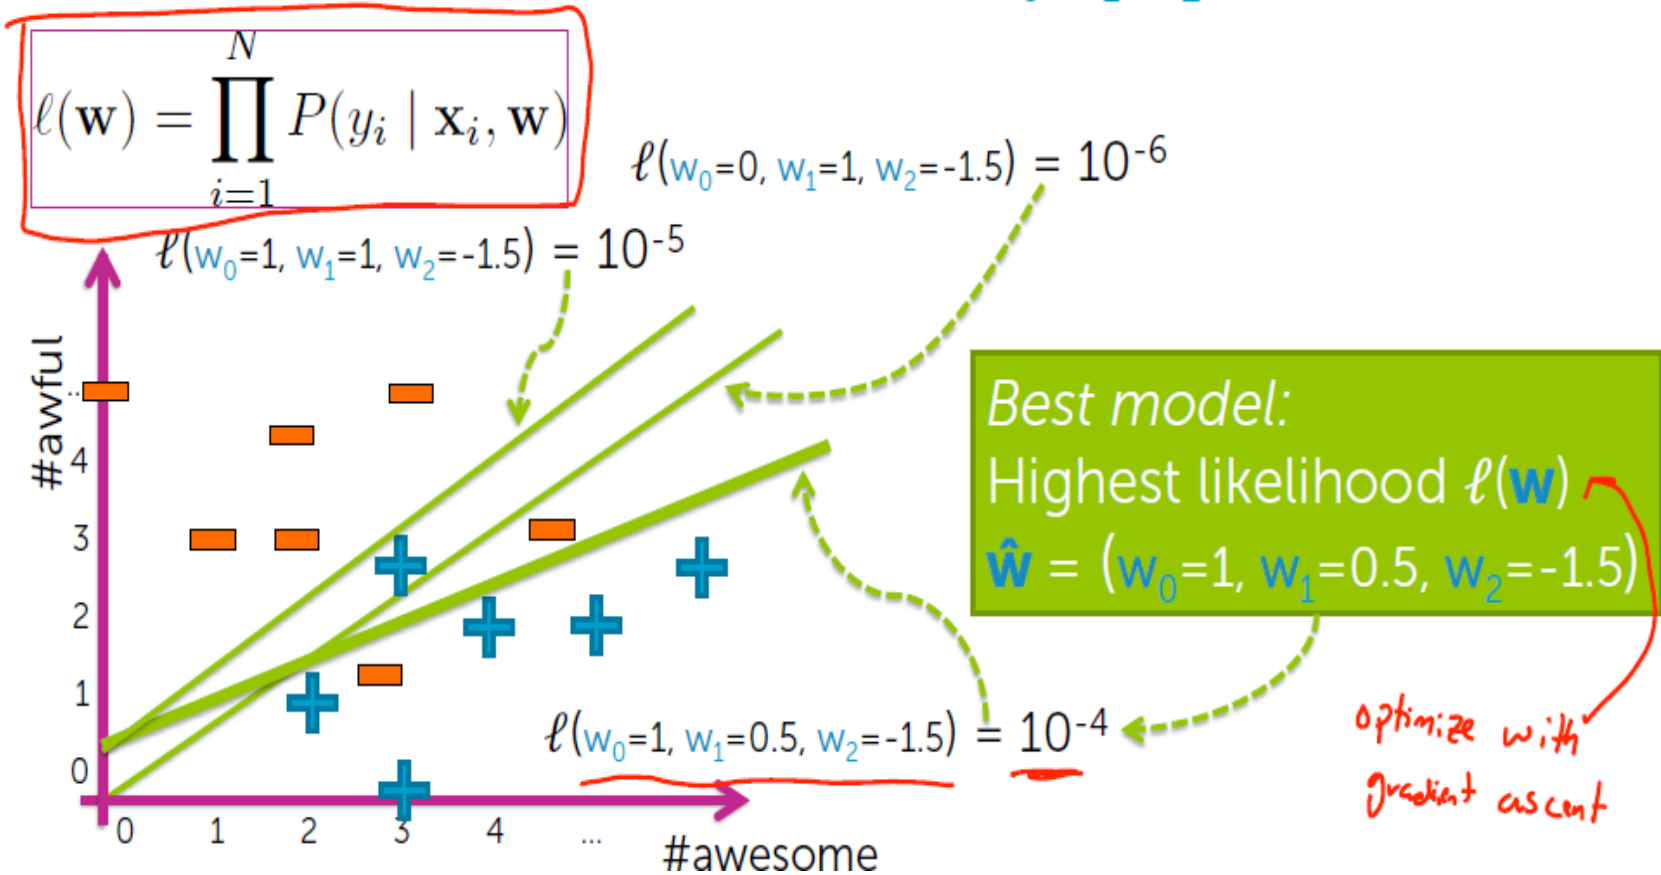 ℓ(w) = ∏_{i=1}^{N} P(y_i | x_i, w)
ℓ(w₀=0, w₁=1, w₂=-1.5) = 10⁻⁶
ℓ(w₀=1, w₁=1, w₂=-1.5) = 10⁻⁵
#awful
..
4
3
2
1
0
Best model:
Highest likelihood ℓ(w)
ŵ = (w₀=1, w₁=0.5, w₂=-1.5)
ℓ(w₀=1, w₁=0.5, w₂=-1.5) = 10⁻⁴
optimize with
gradient ascent
0 1 2 3 4 ...
#awesome